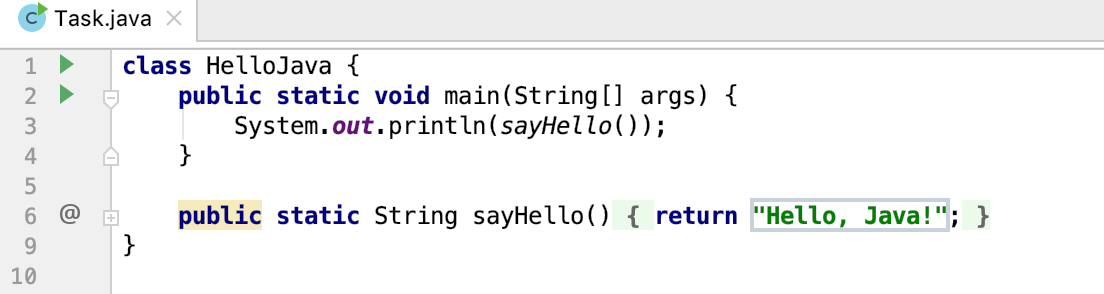 C Task.java
1 class HelloJava {
2 public static void main(String[] args) {
3 System.out.println(sayHello());
4 }
5
6 @ public static String sayHello() { return "Hello, Java!"; }
9 }
10